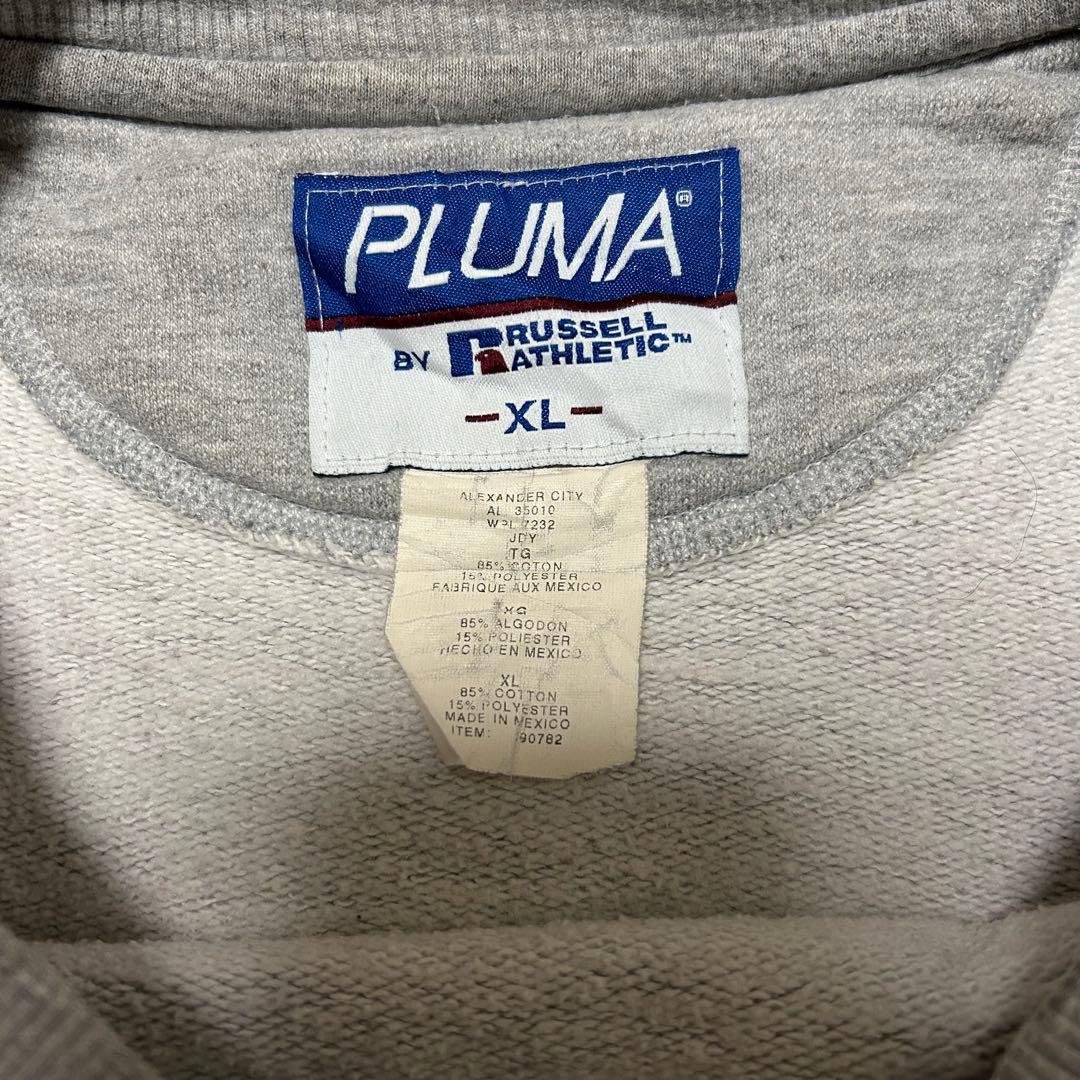 PLUMA®
BY RUSSELL
ATHLETIC™
-XL-
ALEXANDER CITY
AL 35010
WPL 7232
JDY
TG
85% COTON
15% POLYESTER
FABRIQUE AUX MEXICO
XG
85% ALGODON
15% POLIESTER
HECHO EN MEXICO
XL
85% COTTON
15% POLYESTER
MADE IN MEXICO
ITEM: 90782